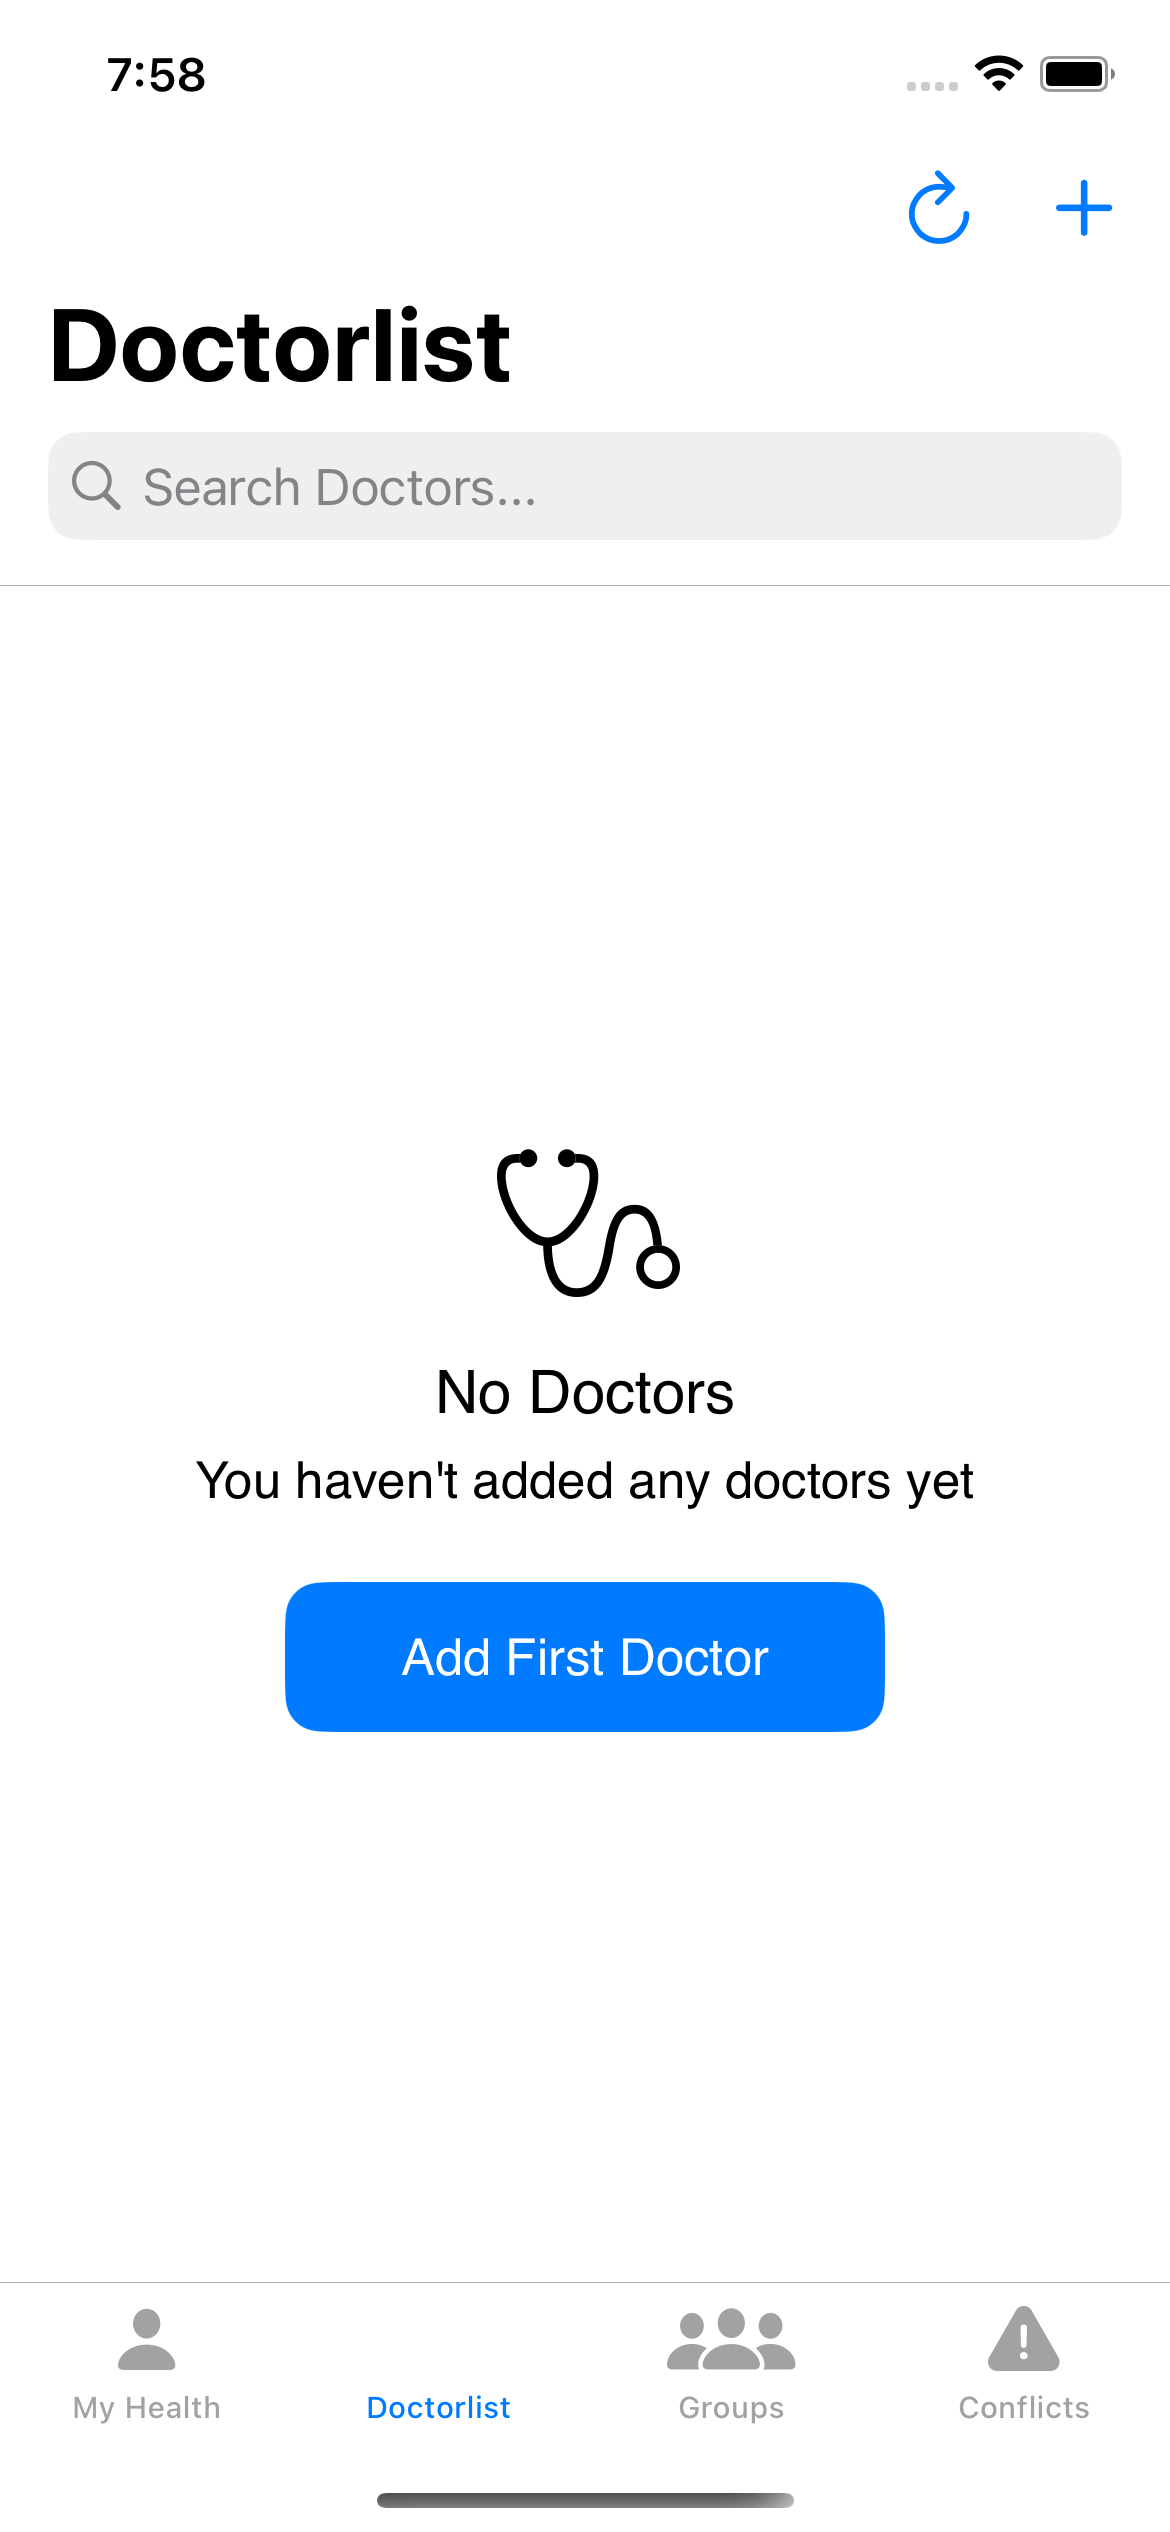 7:58
Doctorlist
Search Doctors...
No Doctors
You haven't added any doctors yet
Add First Doctor
My Health
Doctorlist
Groups
Conflicts